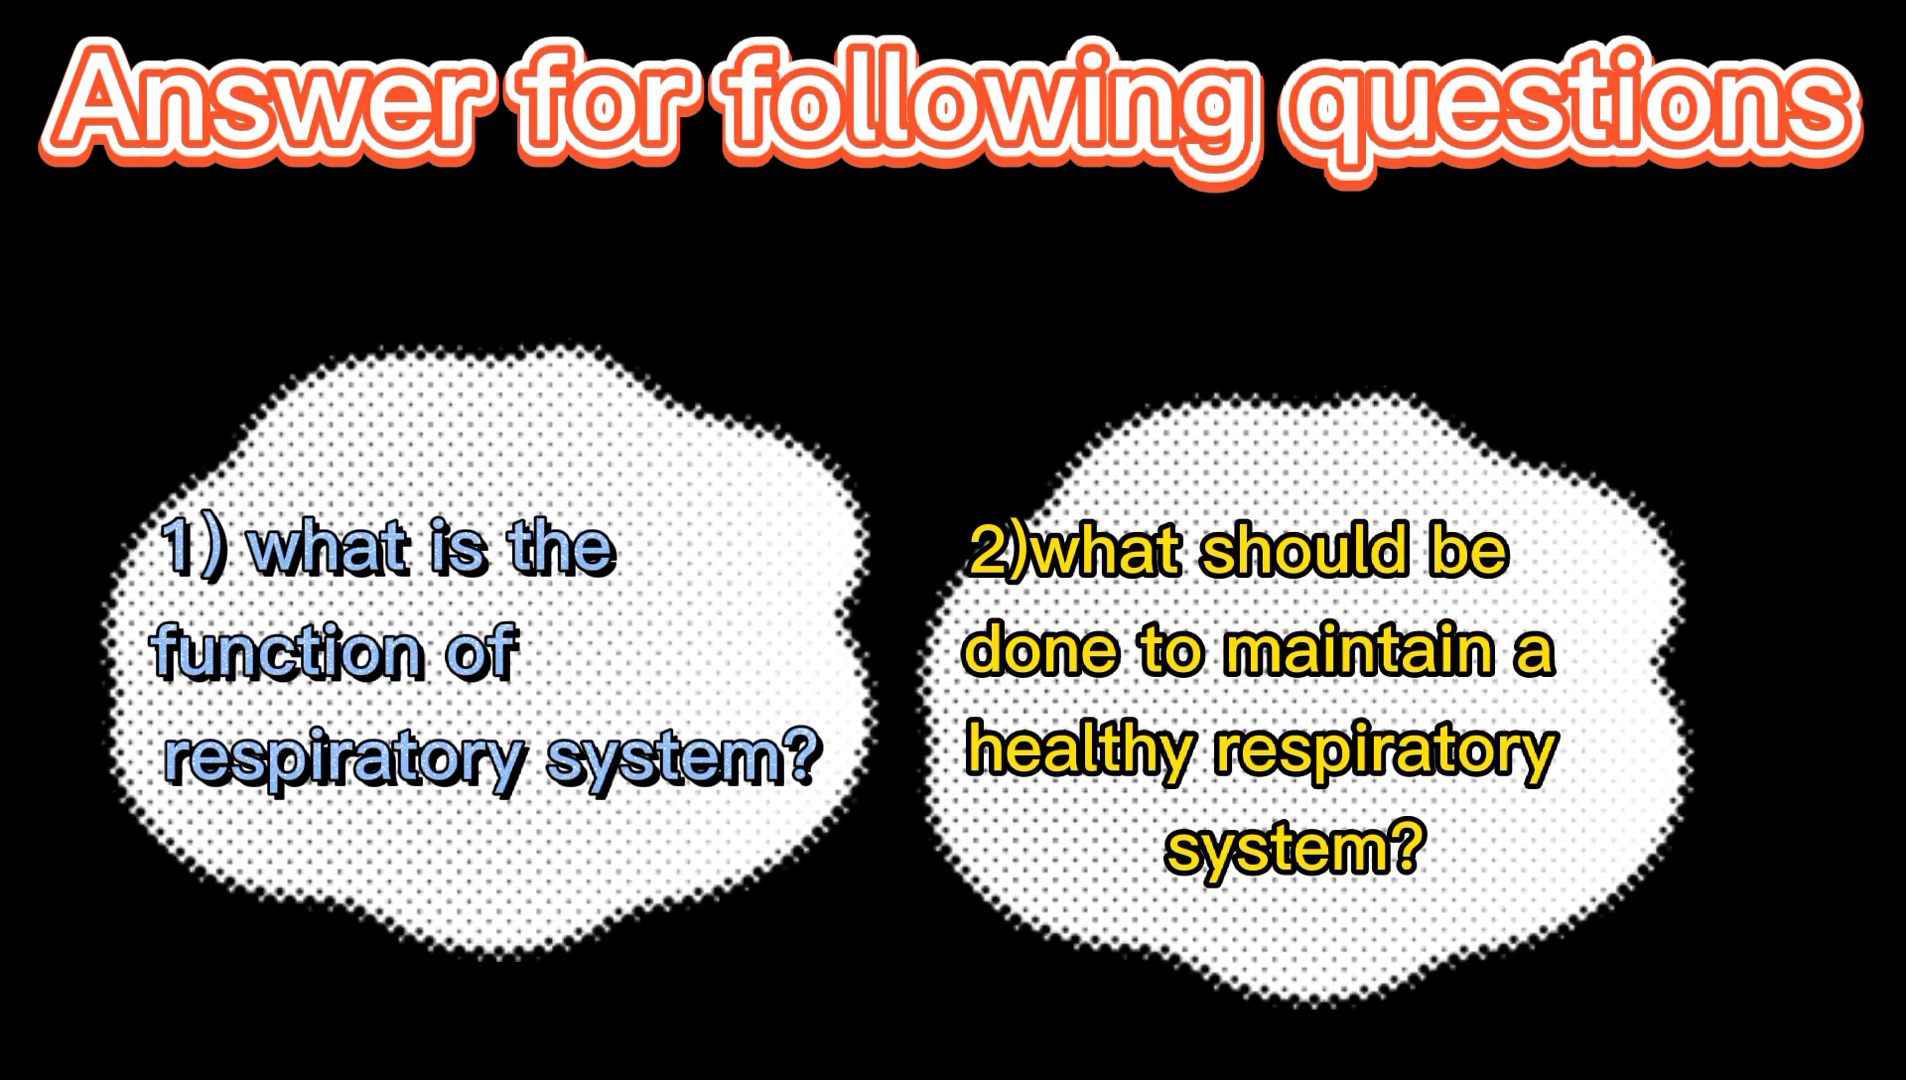 Answer for following questions
1) what is the
function of
respiratory system?
2)what should be
done to maintain a
healthy respiratory
system?